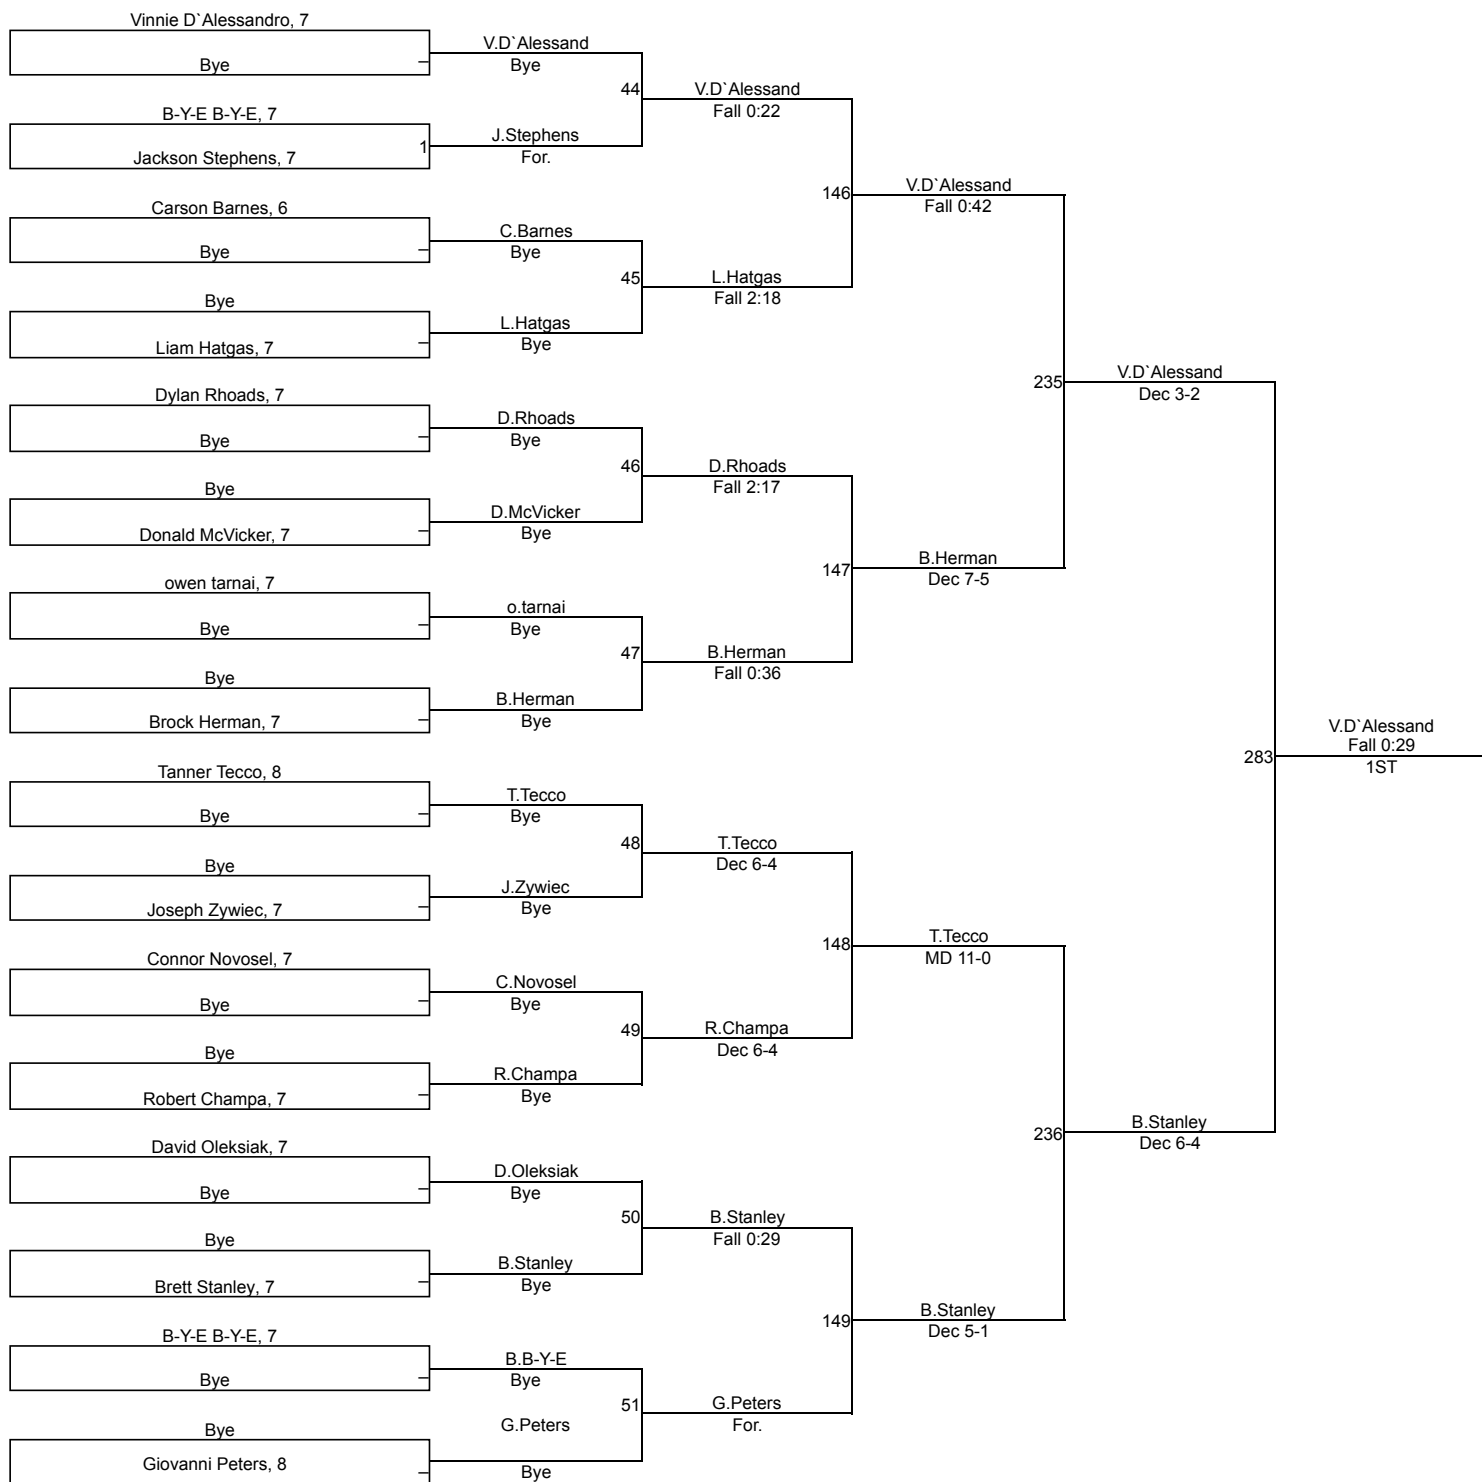 Vinnie D`Alessandro, 7
Bye
V.D`Alessand
Bye
44
V.D`Alessand
Fall 0:22
B-Y-E B-Y-E, 7
Jackson Stephens, 7
1
J.Stephens
For.
146
V.D`Alessand
Fall 0:42
Carson Barnes, 6
Bye
C.Barnes
Bye
45
L.Hatgas
Fall 2:18
Bye
Liam Hatgas, 7
L.Hatgas
Bye
235
V.D`Alessand
Dec 3-2
Dylan Rhoads, 7
Bye
D.Rhoads
Bye
46
D.Rhoads
Fall 2:17
Bye
Donald McVicker, 7
D.McVicker
Bye
147
B.Herman
Dec 7-5
owen tarnai, 7
Bye
o.tarnai
Bye
47
B.Herman
Fall 0:36
Bye
Brock Herman, 7
B.Herman
Bye
283
V.D`Alessand
Fall 0:29
1ST
Tanner Tecco, 8
Bye
T.Tecco
Bye
48
T.Tecco
Dec 6-4
Bye
Joseph Zywiec, 7
J.Zywiec
Bye
148
T.Tecco
MD 11-0
Connor Novosel, 7
Bye
C.Novosel
Bye
49
R.Champa
Dec 6-4
Bye
Robert Champa, 7
R.Champa
Bye
236
B.Stanley
Dec 6-4
David Oleksiak, 7
Bye
D.Oleksiak
Bye
50
B.Stanley
Fall 0:29
Bye
Brett Stanley, 7
B.Stanley
Bye
149
B.Stanley
Dec 5-1
B-Y-E B-Y-E, 7
Bye
B.B-Y-E
Bye
51
G.Peters
For.
Bye
Giovanni Peters, 8
G.Peters
Bye